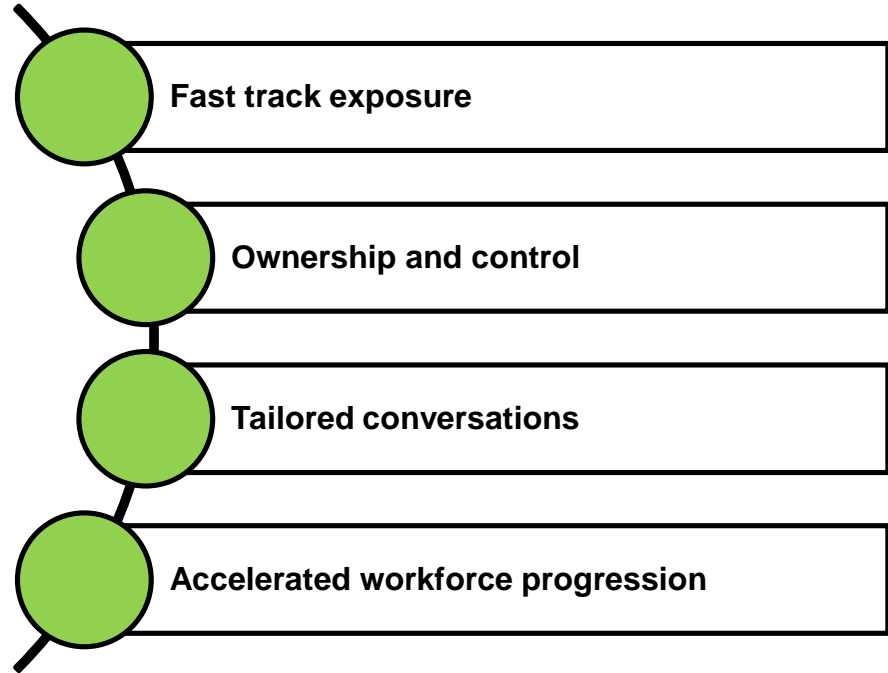 Fast track exposure
Ownership and control
Tailored conversations
Accelerated workforce progression